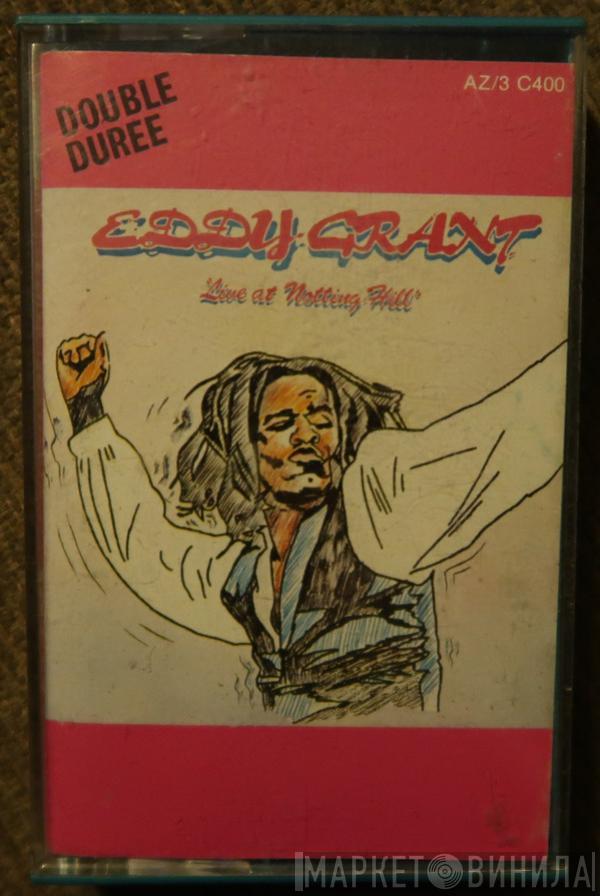 DOUBLE
DUREE
AZ/3 C400
EDDY GRANT
"Live at Notting Hill"
МАРКЕТ ВИНИЛА